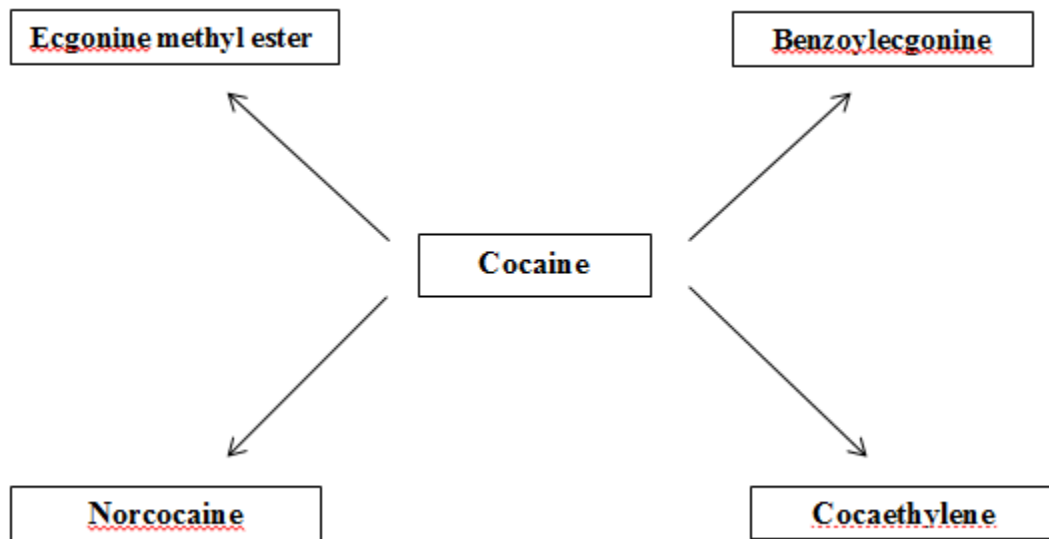 Ecgonine methyl ester
Benzoylecgonine
Cocaine
Norcocaine
Cocaethylene